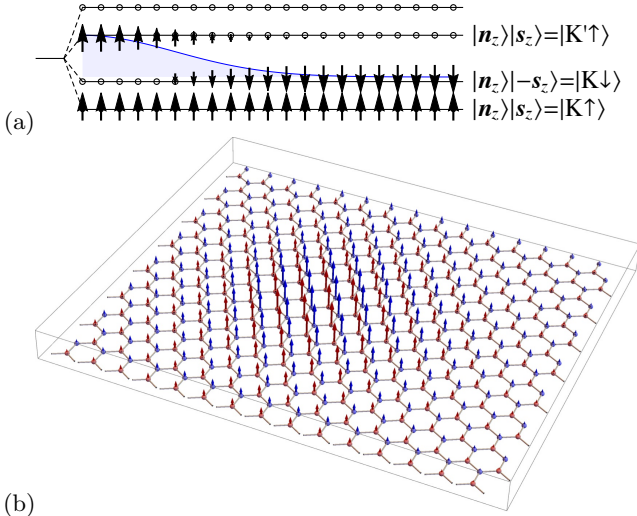 |n_z⟩|s_z⟩=|K'↑⟩
|n_z⟩|−s_z⟩=|K↓⟩
|n_z⟩|s_z⟩=|K↑⟩
(a)
(b)